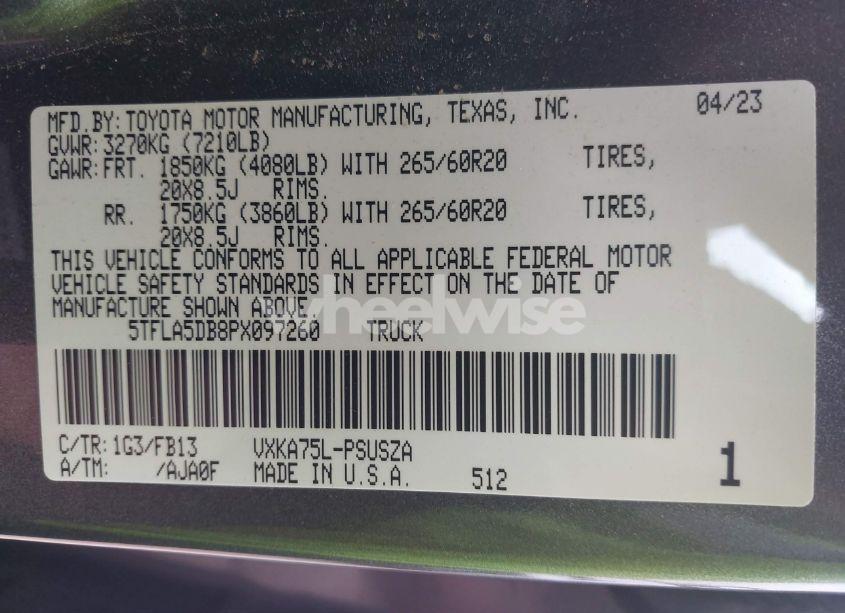 MFD.BY:TOYOTA MOTOR MANUFACTURING, TEXAS, INC. 04/23
GVWR:3270KG (7210LB)
GAWR:FRT. 1850KG (4080LB) WITH 265/60R20 TIRES,
20X8.5J RIMS.
RR. 1750KG (3860LB) WITH 265/60R20 TIRES,
20X8.5J RIMS.
THIS VEHICLE CONFORMS TO ALL APPLICABLE FEDERAL MOTOR
VEHICLE SAFETY STANDARDS IN EFFECT ON THE DATE OF
MANUFACTURE SHOWN ABOVE.
wheelwise
5TFLA5DB8PX097260 TRUCK
C/TR:1G3/FB13 VXKA75L-PSUSZA
A/TM: /AJA0F MADE IN U.S.A. 512 1